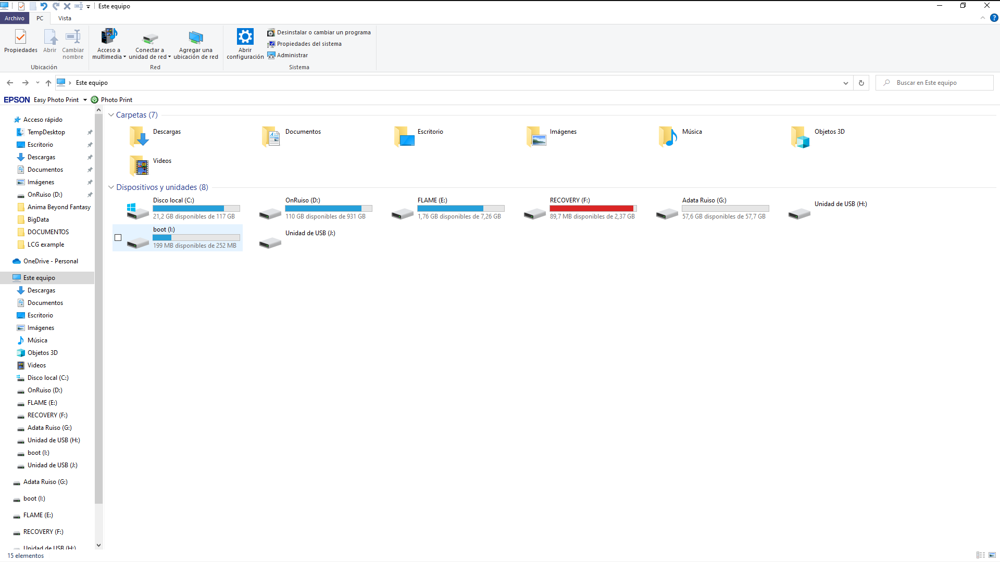 Este equipo
Archivo PC Vista
Propiedades Abrir Cambiar nombre
Ubicación
Acceso a multimedia Conectar a unidad de red Agregar una ubicación de red
Red
Abrir configuración
Desinstalar o cambiar un programa
Propiedades del sistema
Administrar
Sistema
Este equipo
Buscar en Este equipo
EPSON Easy Photo Print Photo Print
Acceso rápido
TempDesktop
Escritorio
Descargas
Documentos
Imágenes
OnRuiso (D:)
Anima Beyond Fantasy
BigData
DOCUMENTOS
LCG example
OneDrive - Personal
Este equipo
Descargas
Documentos
Escritorio
Imágenes
Música
Objetos 3D
Videos
Disco local (C:)
OnRuiso (D:)
FLAME (E:)
RECOVERY (F:)
Adata Ruiso (G:)
Unidad de USB (H:)
boot (I:)
Unidad de USB (J:)
Adata Ruiso (G:)
boot (I:)
FLAME (E:)
RECOVERY (F:)
Unidad de USB (H:)
Carpetas (7)
Descargas
Documentos
Escritorio
Imágenes
Música
Objetos 3D
Videos
Dispositivos y unidades (8)
Disco local (C:)
21,2 GB disponibles de 117 GB
OnRuiso (D:)
110 GB disponibles de 931 GB
FLAME (E:)
1,76 GB disponibles de 7,26 GB
RECOVERY (F:)
89,7 MB disponibles de 2,37 GB
Adata Ruiso (G:)
57,6 GB disponibles de 57,7 GB
Unidad de USB (H:)
boot (I:)
199 MB disponibles de 252 MB
Unidad de USB (J:)
15 elementos